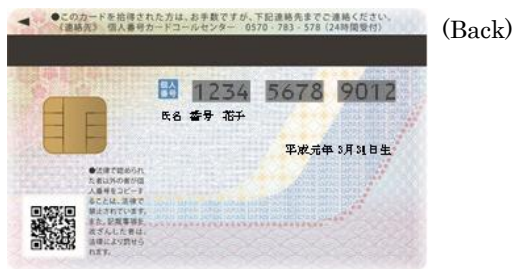 ◀ ●このカードを拾得された方は、お手数ですが、下記連絡先までご連絡ください。
《連絡先》 個人番号カードコールセンター 0570-783-578（24時間受付）
(Back)
個人番号 1234 5678 9012
氏名 番号 花子
平成元年 3月31日生
●法律で認められ
た者以外の者が個
人番号をコピーす
ることは、法律で
禁止されています。
また、記載事項を
改ざんした者は、
法律により罰せら
れます。